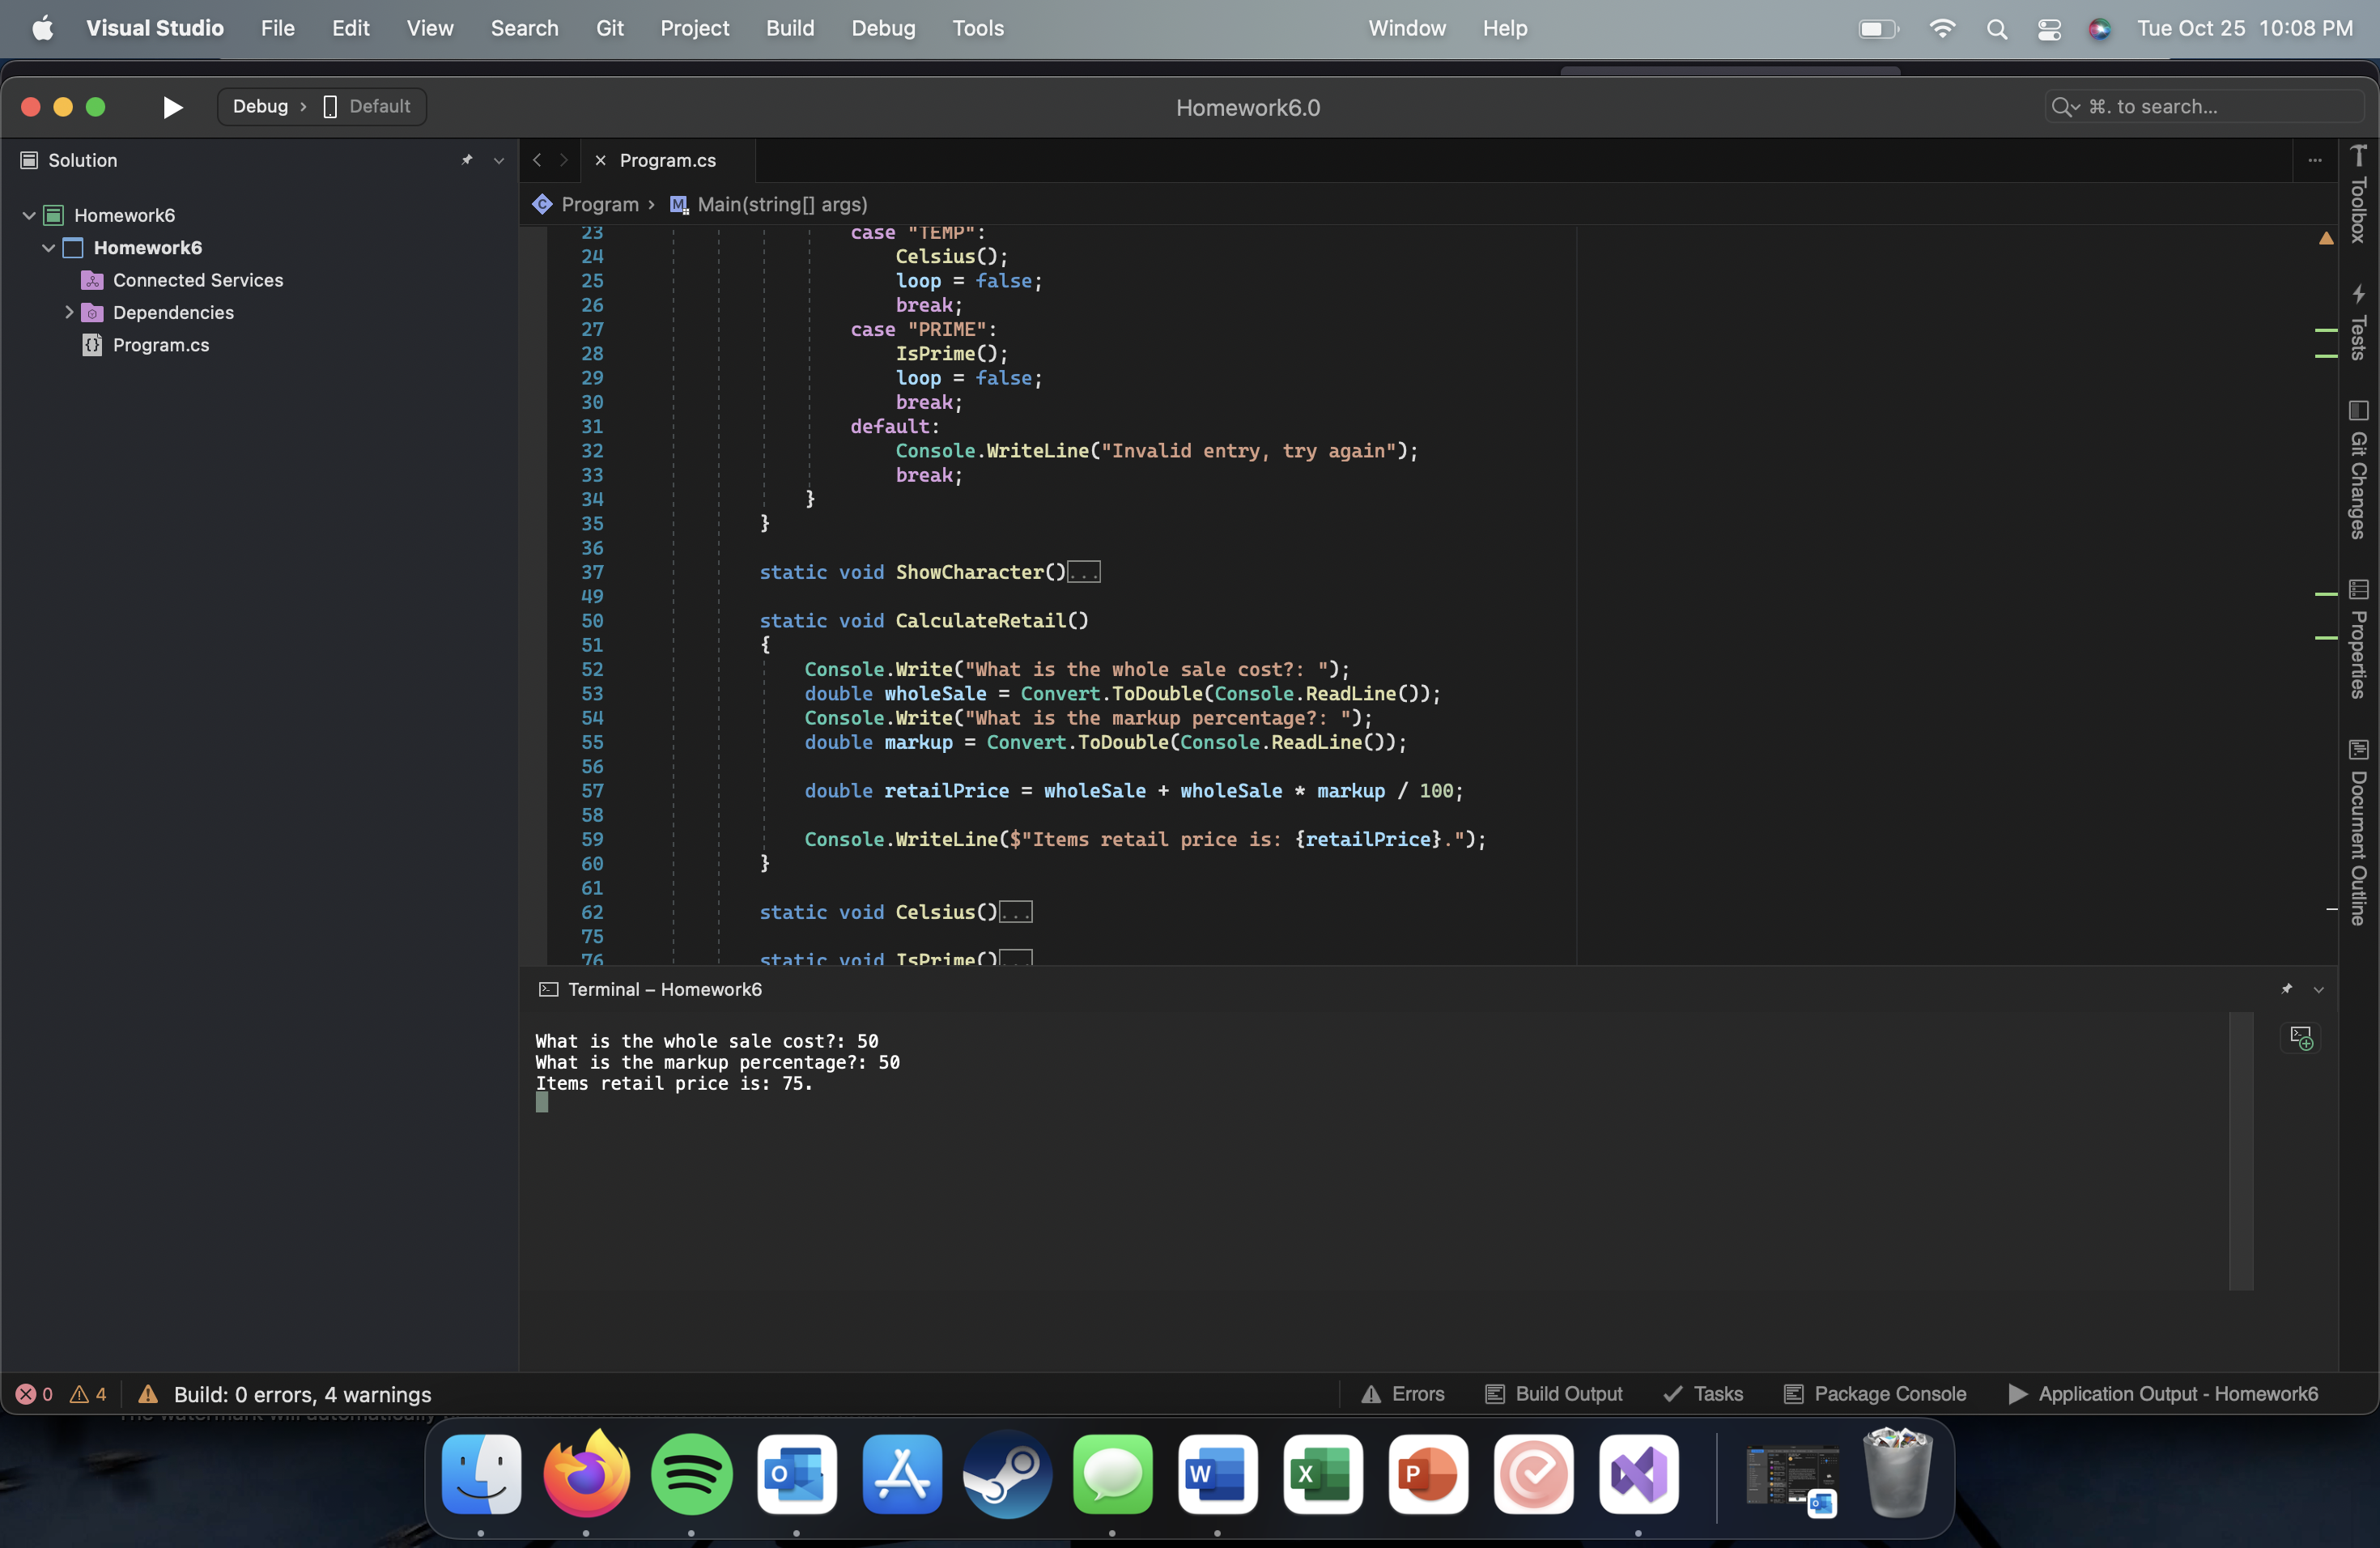 Visual Studio File Edit View Search Git Project Build Debug Tools Window Help Tue Oct 25 10:08 PM
Debug › Default
Homework6.0
⌘. to search...
Solution
Homework6
Homework6
Connected Services
Dependencies
Program.cs
Program.cs
Program › Main(string[] args)
23 case "TEMP":
24 Celsius();
25 loop = false;
26 break;
27 case "PRIME":
28 IsPrime();
29 loop = false;
30 break;
31 default:
32 Console.WriteLine("Invalid entry, try again");
33 break;
34 }
35 }
36
37 static void ShowCharacter()...
49
50 static void CalculateRetail()
51 {
52 Console.Write("What is the whole sale cost?: ");
53 double wholeSale = Convert.ToDouble(Console.ReadLine());
54 Console.Write("What is the markup percentage?: ");
55 double markup = Convert.ToDouble(Console.ReadLine());
56
57 double retailPrice = wholeSale + wholeSale * markup / 100;
58
59 Console.WriteLine($"Items retail price is: {retailPrice}.");
60 }
61
62 static void Celsius()...
75
76 static void IsPrime()...
Toolbox
Tests
Git Changes
Properties
Document Outline
Terminal – Homework6
What is the whole sale cost?: 50
What is the markup percentage?: 50
Items retail price is: 75.
0 4 Build: 0 errors, 4 warnings
Errors Build Output Tasks Package Console Application Output - Homework6
The watermark will automatically
O W X P